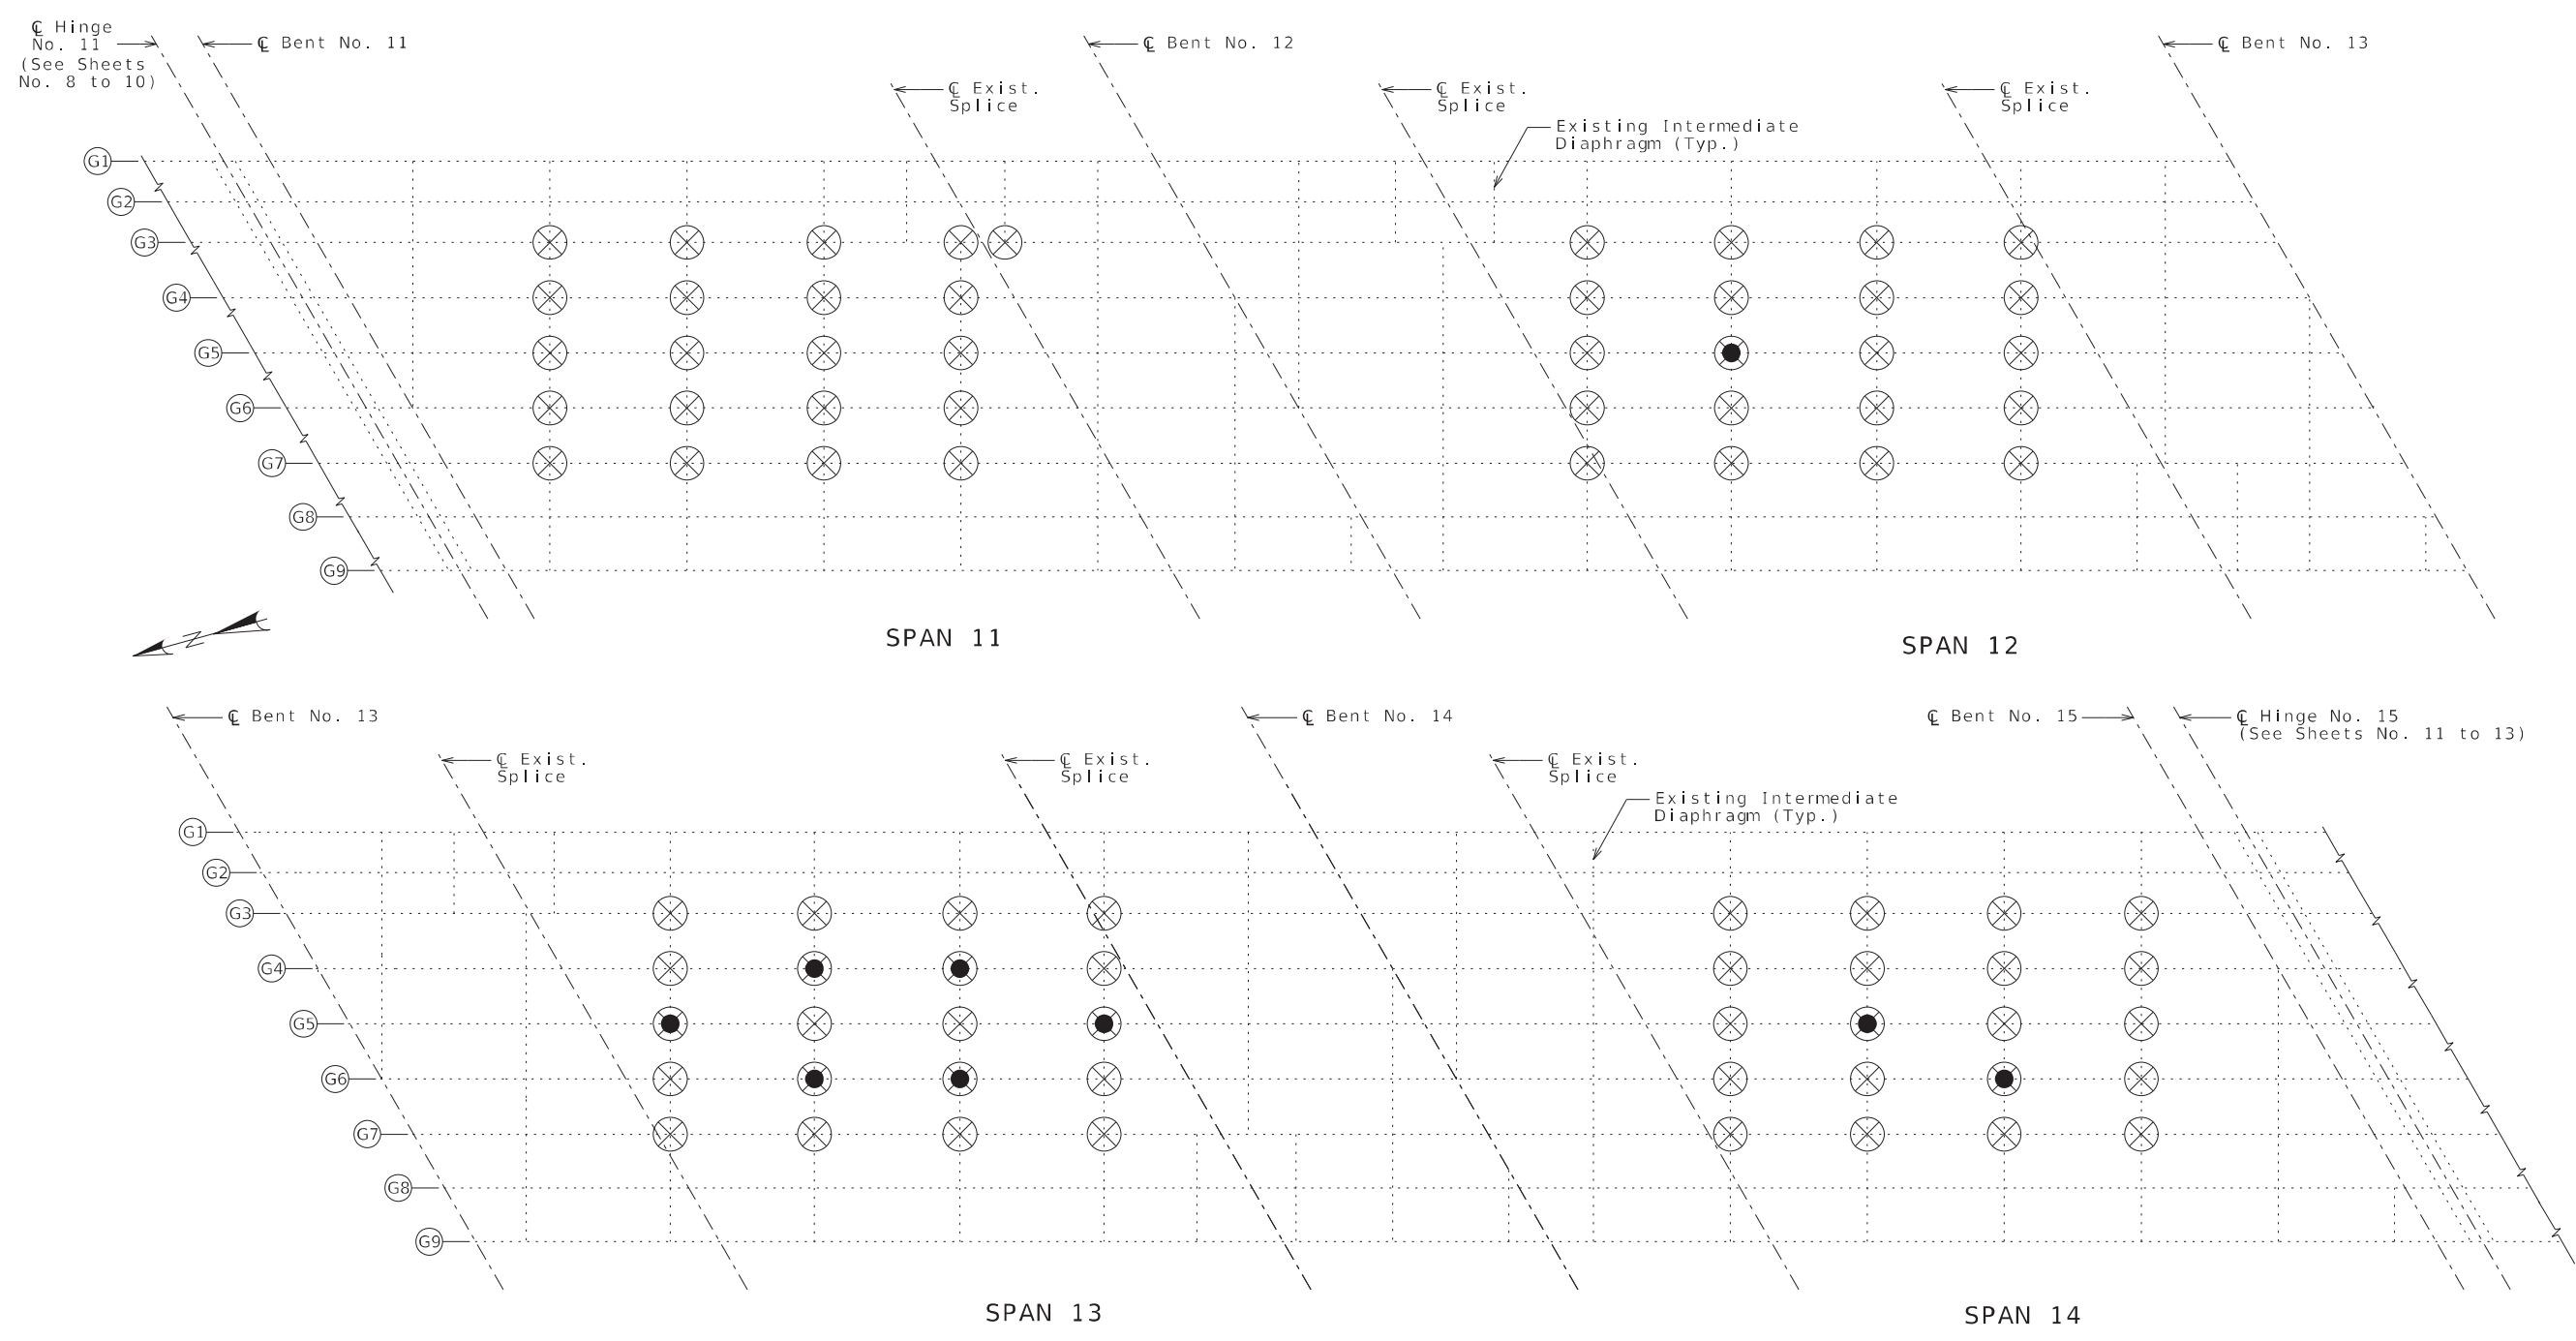 ℄ Hinge
No. 11
(See Sheets
No. 8 to 10)
℄ Bent No. 11
℄ Exist.
Splice
℄ Bent No. 12
℄ Exist.
Splice
Existing Intermediate
Diaphragm (Typ.)
℄ Exist.
Splice
℄ Bent No. 13
G1
G2
G3
G4
G5
G6
G7
G8
G9
N
SPAN 11
SPAN 12
℄ Bent No. 13
℄ Exist.
Splice
℄ Exist.
Splice
℄ Bent No. 14
℄ Exist.
Splice
Existing Intermediate
Diaphragm (Typ.)
℄ Bent No. 15
℄ Hinge No. 15
(See Sheets No. 11 to 13)
G1
G2
G3
G4
G5
G6
G7
G8
G9
SPAN 13
SPAN 14